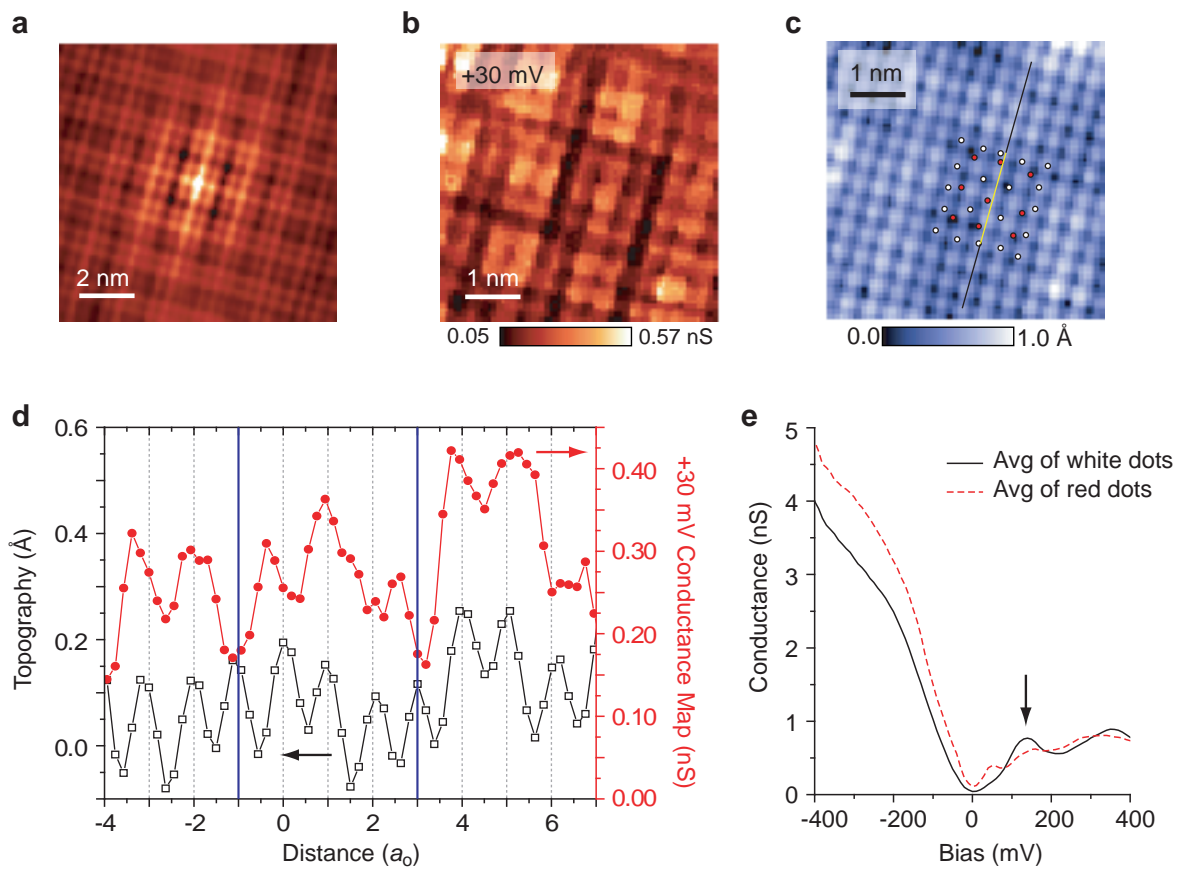 a
b
c
+30 mV
1 nm
2 nm
1 nm
0.05
0.57 nS
0.0
1.0 Å
d
e
0.6
0.4
0.2
0.0
Topography (Å)
0.40
0.30
0.20
0.10
0.00
+30 mV Conductance Map (nS)
-4
-2
0
2
4
6
Distance (aₒ)
5
4
3
2
1
0
Conductance (nS)
Avg of white dots
Avg of red dots
-400
-200
0
200
400
Bias (mV)